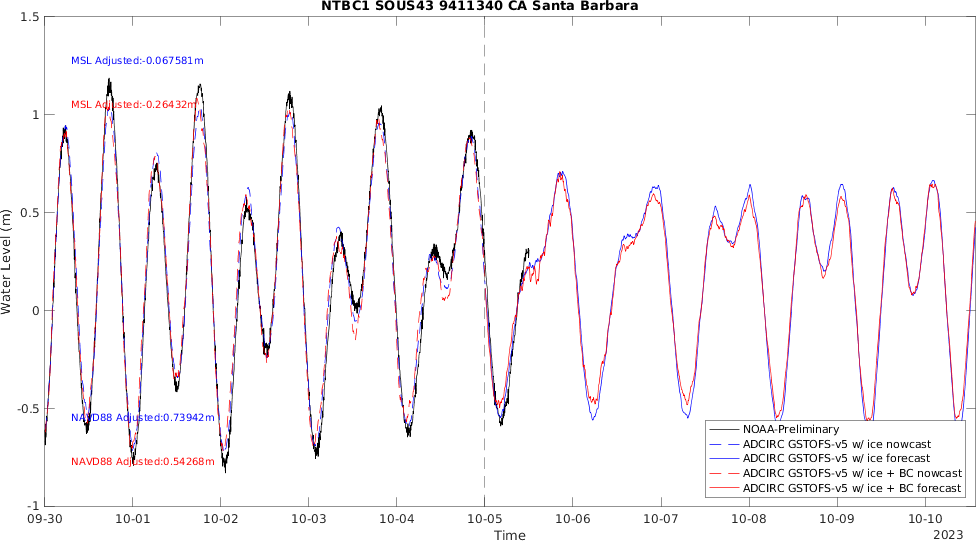 NTBC1 SOUS43 9411340 CA Santa Barbara
1.5
1
0.5
0
-0.5
-1
Water Level (m)
MSL Adjusted:-0.067581m
MSL Adjusted:-0.26432m
NAVD88 Adjusted:0.73942m
NAVD88 Adjusted:0.54268m
NOAA-Preliminary
ADCIRC GSTOFS-v5 w/ ice nowcast
ADCIRC GSTOFS-v5 w/ ice forecast
ADCIRC GSTOFS-v5 w/ ice + BC nowcast
ADCIRC GSTOFS-v5 w/ ice + BC forecast
09-30 10-01 10-02 10-03 10-04 10-05 10-06 10-07 10-08 10-09 10-10
Time
2023